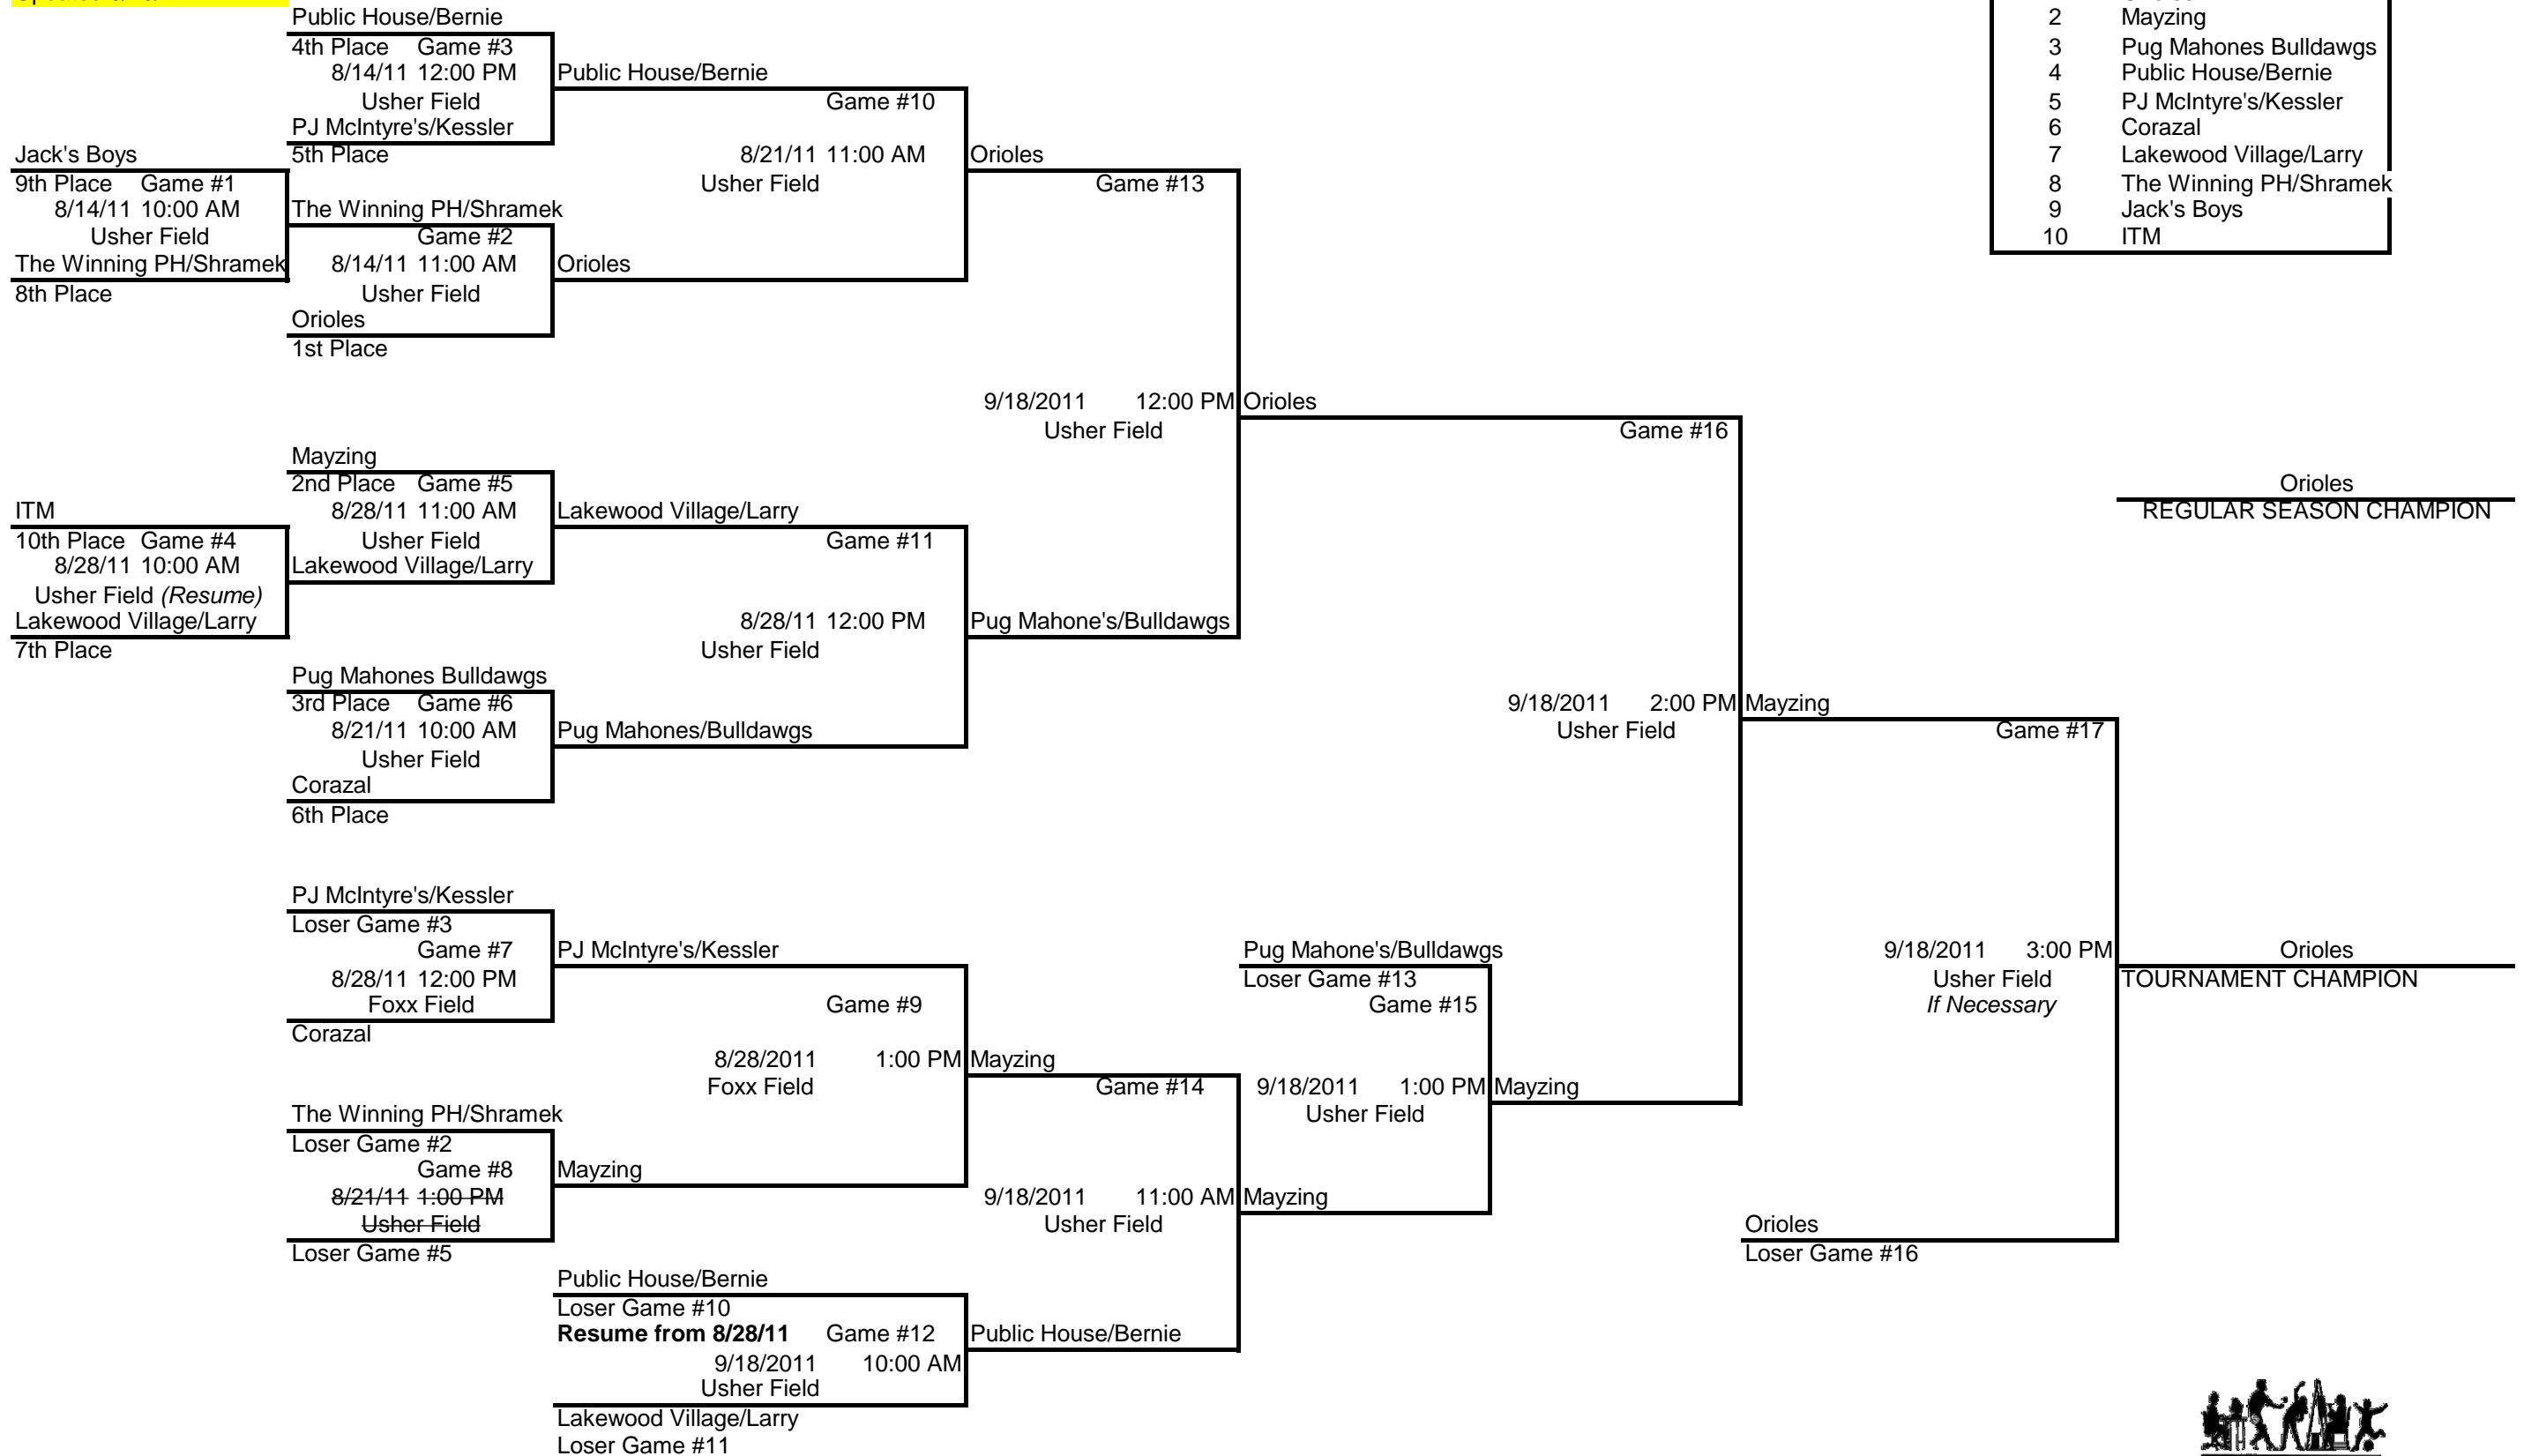 Public House/Bernie
4th Place Game #3
8/14/11 12:00 PM
Usher Field
PJ McIntyre's/Kessler
5th Place
Jack's Boys
9th Place Game #1
8/14/11 10:00 AM
Usher Field
The Winning PH/Shramek
8th Place
The Winning PH/Shramek
Game #2
8/14/11 11:00 AM
Usher Field
Orioles
1st Place
Public House/Bernie
Game #10
8/21/11 11:00 AM
Usher Field
Orioles
Orioles
Game #13
2 Mayzing
3 Pug Mahones Bulldawgs
4 Public House/Bernie
5 PJ McIntyre's/Kessler
6 Corazal
7 Lakewood Village/Larry
8 The Winning PH/Shramek
9 Jack's Boys
10 ITM
9/18/2011 12:00 PM
Usher Field
Orioles
Game #16
Mayzing
2nd Place Game #5
8/28/11 11:00 AM
Usher Field
Lakewood Village/Larry
ITM
10th Place Game #4
8/28/11 10:00 AM
Usher Field (Resume)
Lakewood Village/Larry
7th Place
Lakewood Village/Larry
Game #11
8/28/11 12:00 PM
Usher Field
Pug Mahone's/Bulldawgs
Pug Mahones Bulldawgs
3rd Place Game #6
8/21/11 10:00 AM
Usher Field
Corazal
6th Place
Pug Mahones/Bulldawgs
Orioles
REGULAR SEASON CHAMPION
9/18/2011 2:00 PM
Usher Field
Mayzing
Game #17
PJ McIntyre's/Kessler
Loser Game #3
Game #7
8/28/11 12:00 PM
Foxx Field
Corazal
PJ McIntyre's/Kessler
Game #9
8/28/2011 1:00 PM
Foxx Field
Mayzing
Game #14
The Winning PH/Shramek
Loser Game #2
Game #8
8/21/11 1:00 PM
Usher Field
Loser Game #5
Mayzing
Pug Mahone's/Bulldawgs
Loser Game #13
Game #15
9/18/2011 1:00 PM
Usher Field
Mayzing
9/18/2011 11:00 AM
Usher Field
Mayzing
9/18/2011 3:00 PM
Usher Field
If Necessary
Orioles
TOURNAMENT CHAMPION
Orioles
Loser Game #16
Public House/Bernie
Loser Game #10
Resume from 8/28/11 Game #12
9/18/2011 10:00 AM
Usher Field
Lakewood Village/Larry
Loser Game #11
Public House/Bernie